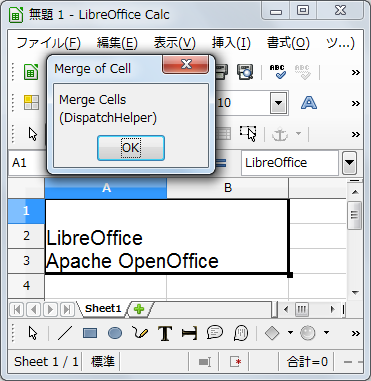 無題 1 - LibreOffice Calc
ファイル(F) 編集(E) 表示(V) 挿入(I) 書式(O) ツ...)
Merge of Cell
Merge Cells
(DispatchHelper)
OK
ABC ABC
10
A
A1
LibreOffice
A B
1
2 LibreOffice
3 Apache OpenOffice
4
Sheet1
T
Sheet 1 / 1 標準 合計=0